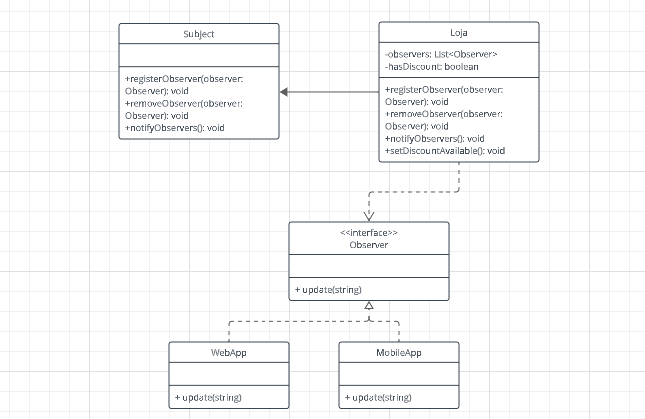 Subject
+registerObserver(observer:
Observer): void
+removeObserver(observer:
Observer): void
+notifyObservers(): void
Loja
-observers: List<Observer>
-hasDiscount: boolean
+registerObserver(observer:
Observer): void
+removeObserver(observer:
Observer): void
+notifyObservers(): void
+setDiscountAvailable(): void
<<interface>>
Observer
+ update(string)
WebApp
+ update(string)
MobileApp
+ update(string)